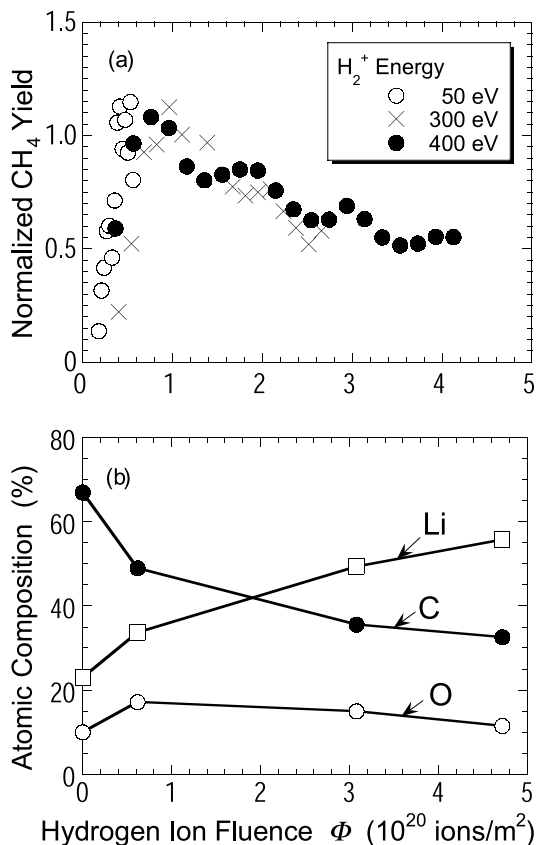 1.5
(a)
H2+ Energy
50 eV
300 eV
400 eV
1.0
0.5
0
Normalized CH4 Yield
0 1 2 3 4 5
80
(b)
60
Li
40
C
20
O
0
Atomic Composition (%)
0 1 2 3 4 5
Hydrogen Ion Fluence Φ (10^20 ions/m²)